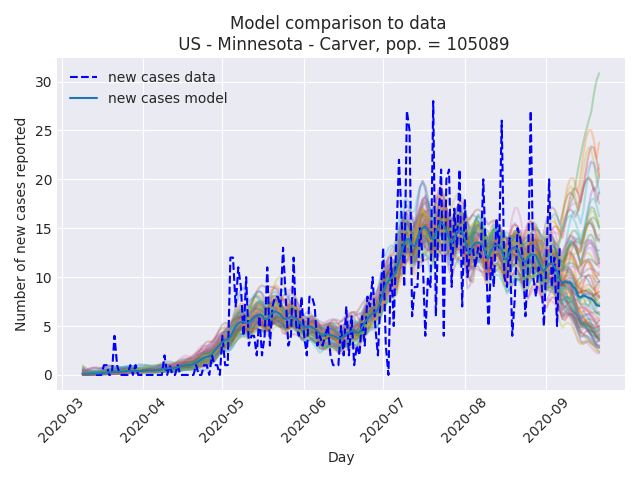 Model comparison to data
US - Minnesota - Carver, pop. = 105089
new cases data
new cases model
Number of new cases reported
30
25
20
15
10
5
0
2020-03
2020-04
2020-05
2020-06
2020-07
2020-08
2020-09
Day